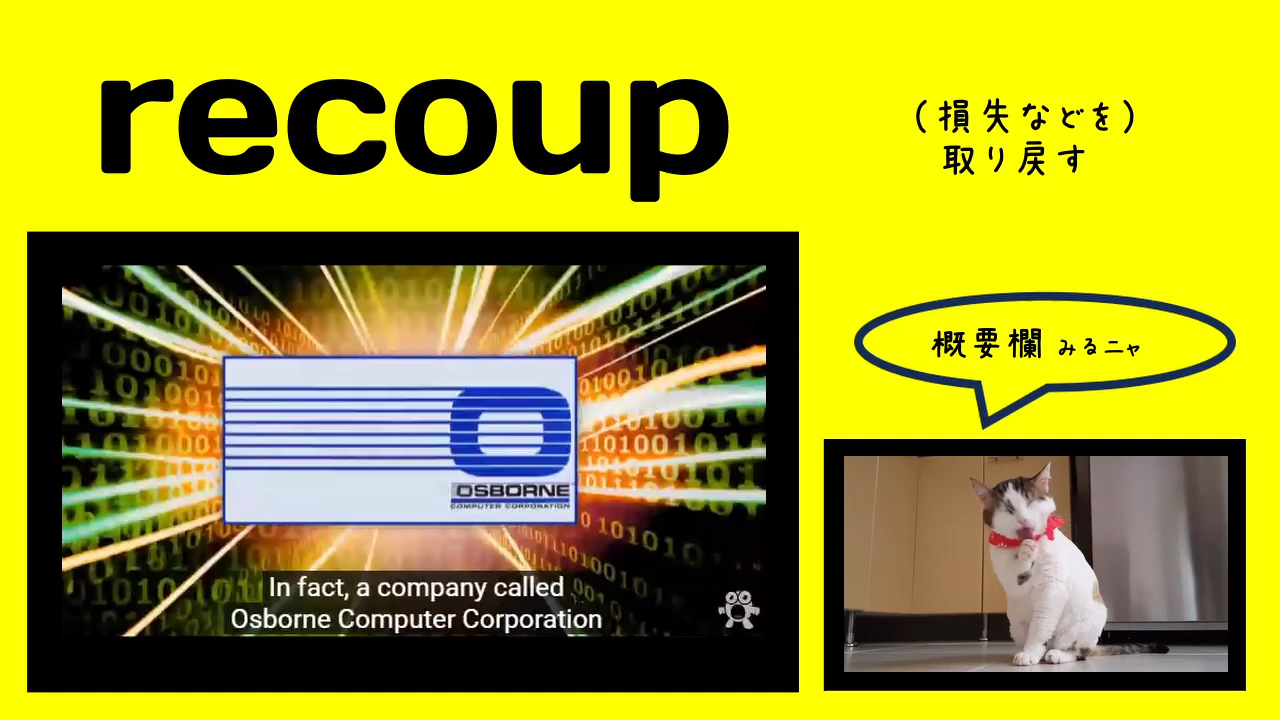 recoup
(損失などを)
取り戻す
概要欄 みるニャ
OSBORNE
COMPUTER CORPORATION
In fact, a company called
Osborne Computer Corporation